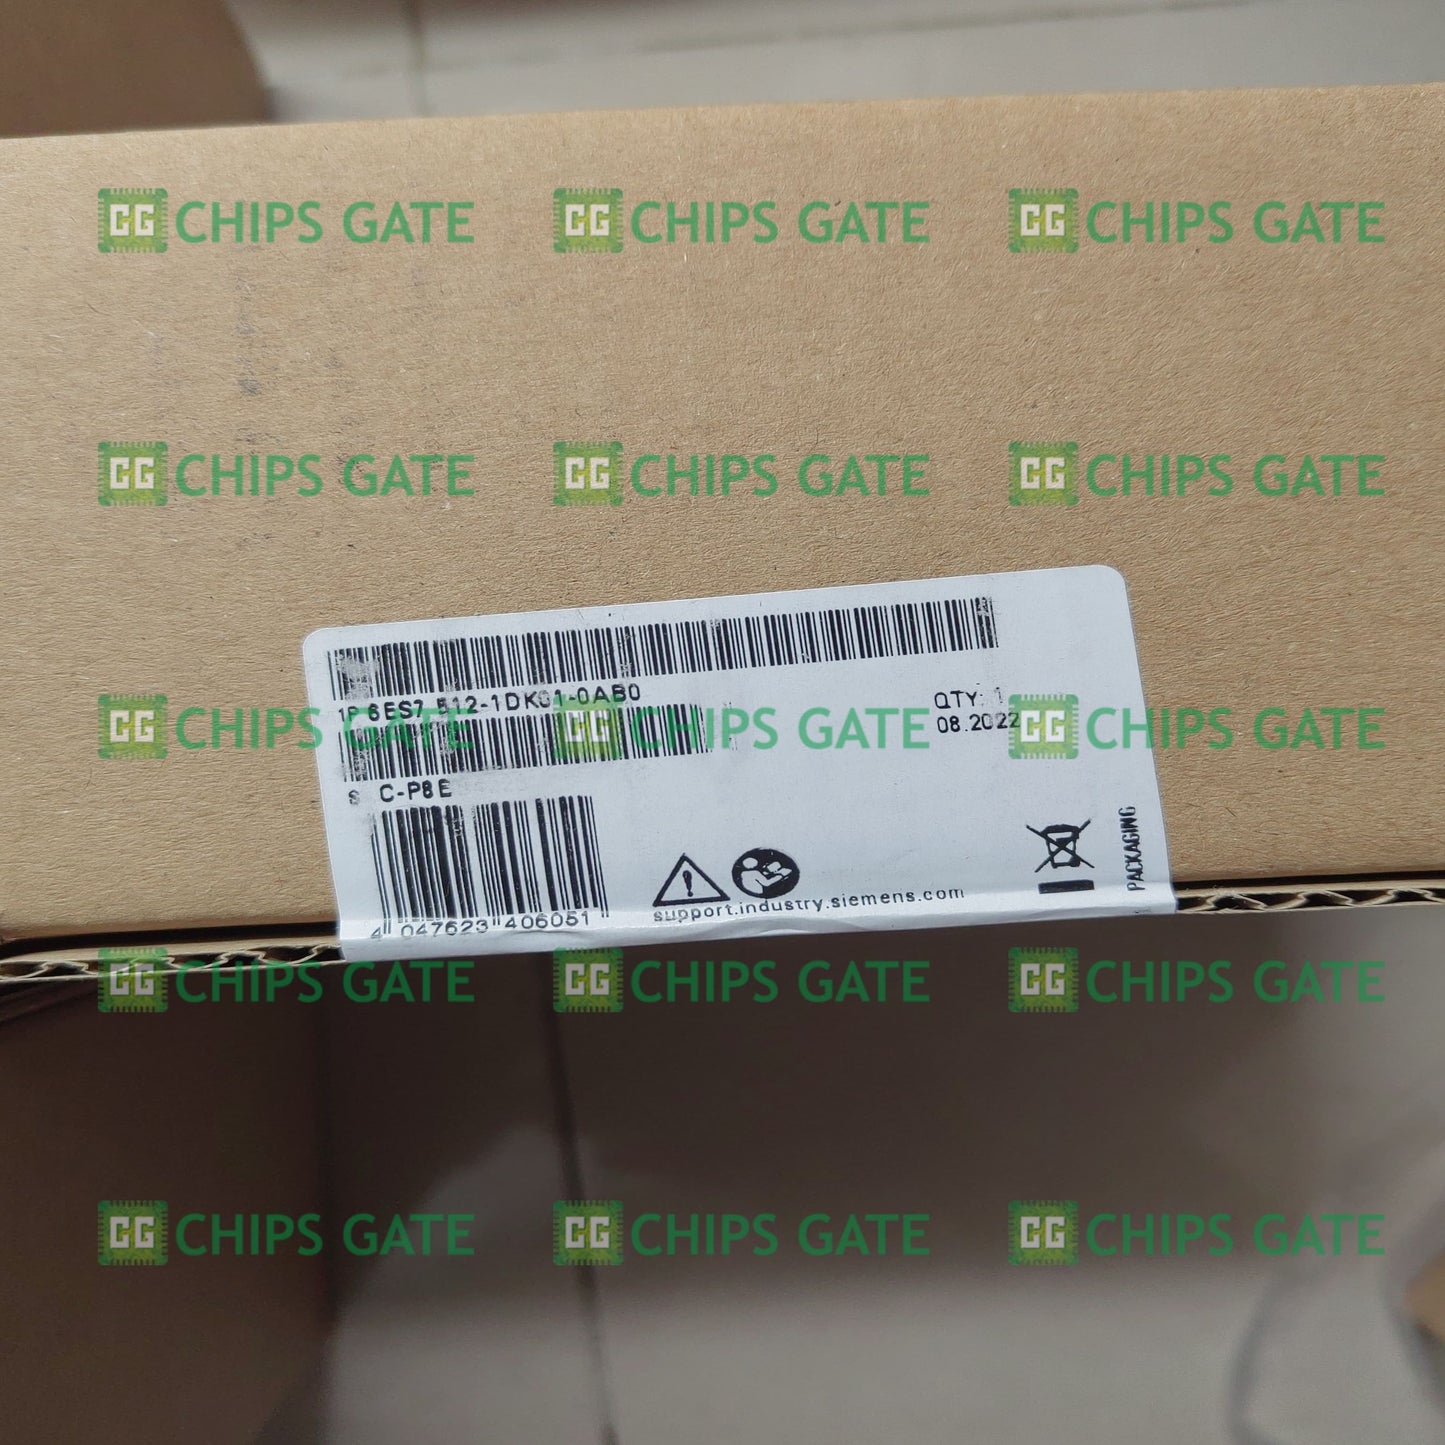 CG CHIPS GATE CG CHIPS GATE CG CHIPS GATE
CG CHIPS GATE CG CHIPS GATE CG CHIPS GATE
1P 6ES7 512-1DK01-0AB0
QTY: 1
08.2022
CG CHIPS GATE CG CHIPS GATE CG CHIPS GATE
S C-P8E
PACKAGING
support.industry.siemens.com
4 047623 406051
CG CHIPS GATE CG CHIPS GATE CG CHIPS GATE
CG CHIPS GATE CG CHIPS GATE CG CHIPS GATE